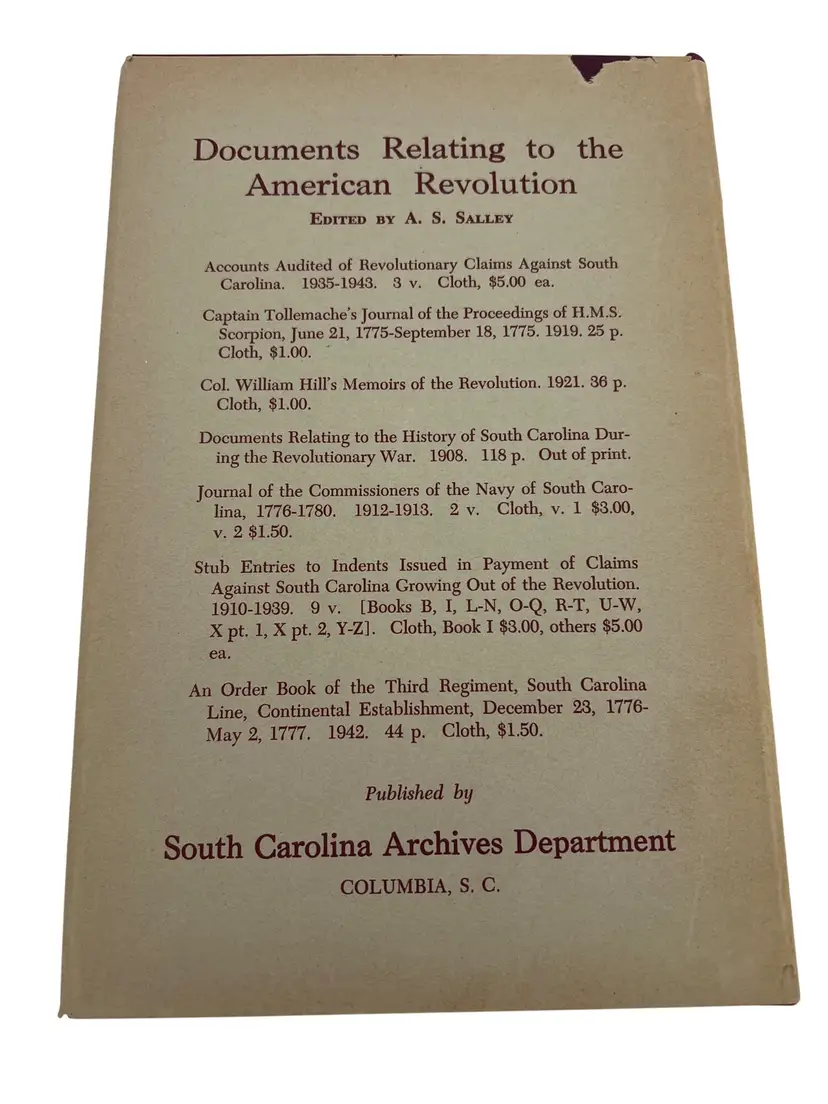 Documents Relating to the
American Revolution
EDITED BY A. S. SALLEY
Accounts Audited of Revolutionary Claims Against South
Carolina. 1935-1943. 3 v. Cloth, $5.00 ea.
Captain Tollemache's Journal of the Proceedings of H.M.S.
Scorpion, June 21, 1775-September 18, 1775. 1919. 25 p.
Cloth, $1.00.
Col. William Hill's Memoirs of the Revolution. 1921. 36 p.
Cloth, $1.00.
Documents Relating to the History of South Carolina Dur-
ing the Revolutionary War. 1908. 118 p. Out of print.
Journal of the Commissioners of the Navy of South Caro-
lina, 1776-1780. 1912-1913. 2 v. Cloth, v. 1 $3.00,
v. 2 $1.50.
Stub Entries to Indents Issued in Payment of Claims
Against South Carolina Growing Out of the Revolution.
1910-1939. 9 v. [Books B, I, L-N, O-Q, R-T, U-W,
X pt. 1, X pt. 2, Y-Z]. Cloth, Book I $3.00, others $5.00
ea.
An Order Book of the Third Regiment, South Carolina
Line, Continental Establishment, December 23, 1776-
May 2, 1777. 1942. 44 p. Cloth, $1.50.
Published by
South Carolina Archives Department
COLUMBIA, S. C.